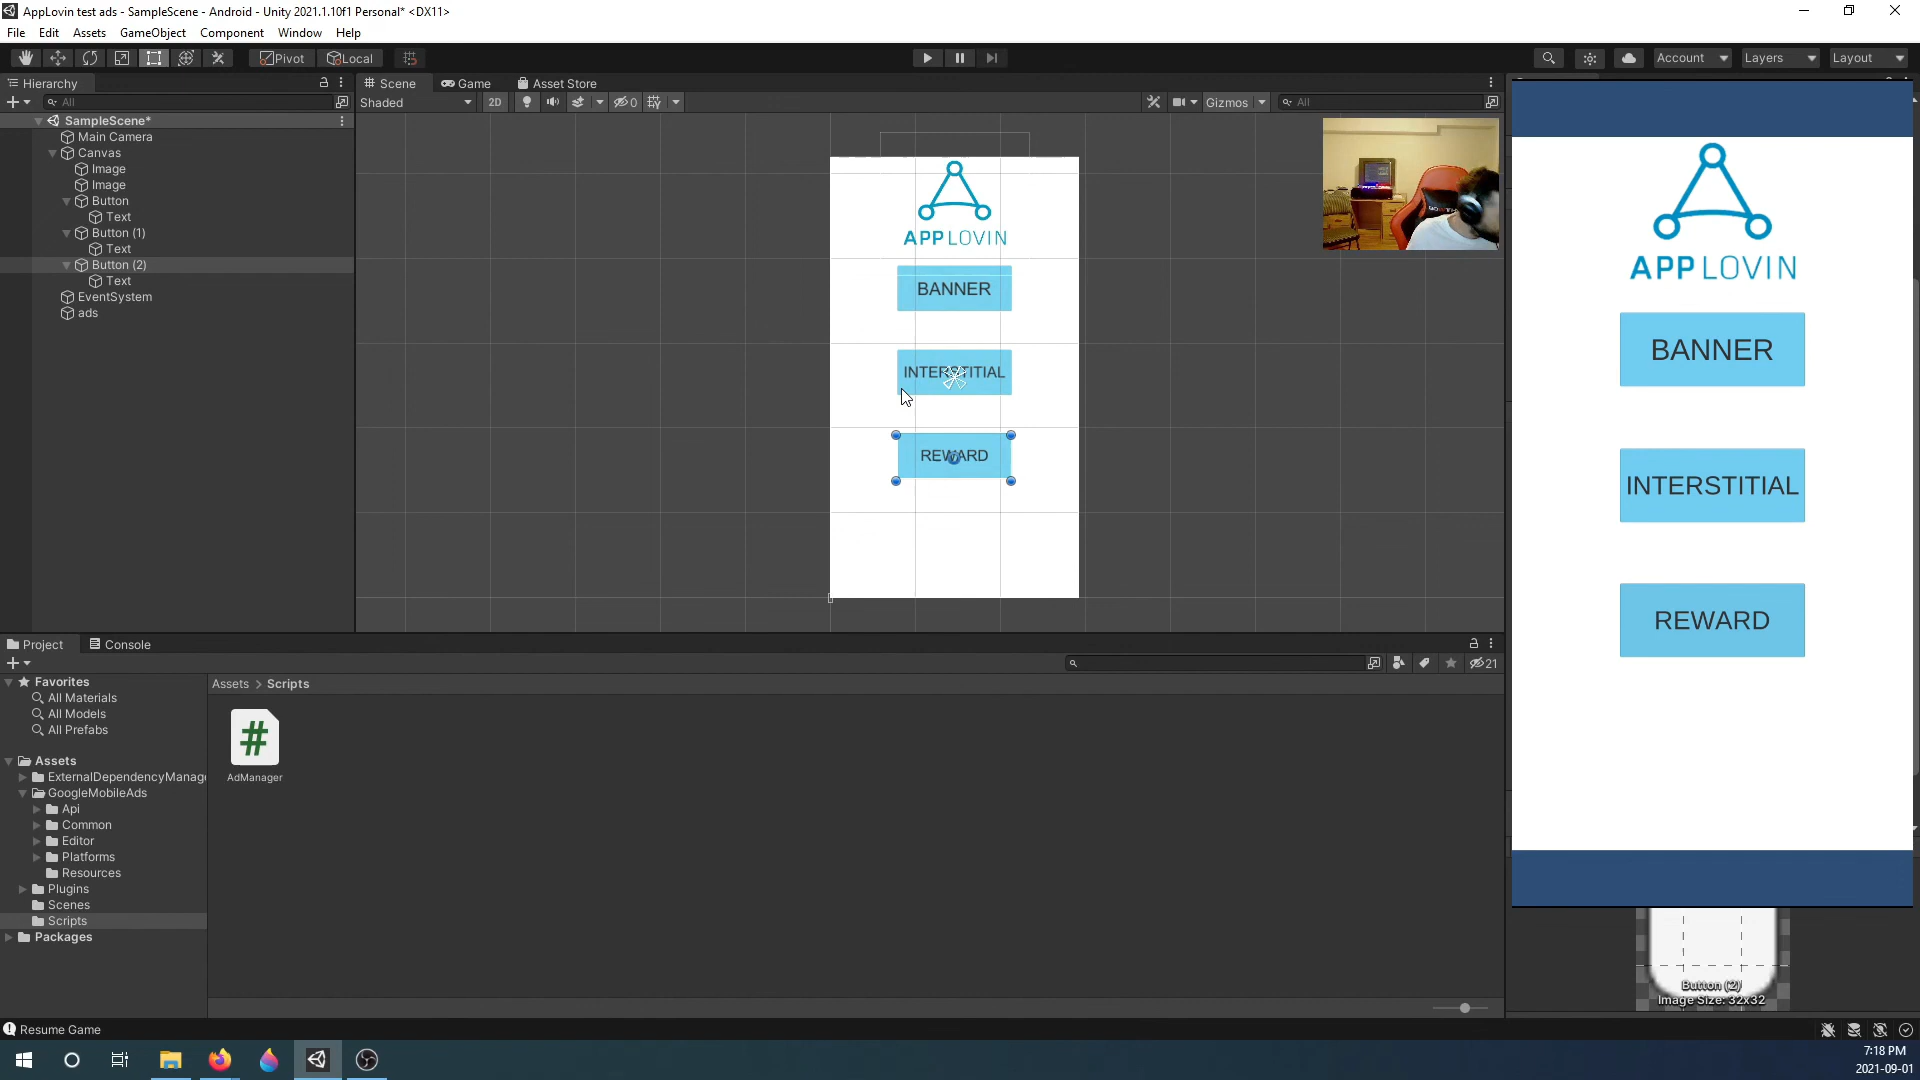 AppLovin test ads - SampleScene - Android - Unity 2021.1.10f1 Personal* <DX11>
File Edit Assets GameObject Component Window Help
Pivot Local Account Layers Layout
Hierarchy
All
SampleScene*
Main Camera
Canvas
Image
Image
Button
Text
Button (1)
Text
Button (2)
Text
EventSystem
ads
Scene Game Asset Store
Shaded 2D 0 Gizmos All
APPLOVIN
BANNER
INTERSTITIAL
REWARD
APPLOVIN
BANNER
INTERSTITIAL
REWARD
Button (2)
Image Size: 32x32
Project Console
21
Favorites
All Materials
All Models
All Prefabs
Assets
ExternalDependencyManag
GoogleMobileAds
Api
Common
Editor
Platforms
Resources
Plugins
Scenes
Scripts
Packages
Assets > Scripts
#
AdManager
Resume Game
7:18 PM
2021-09-01